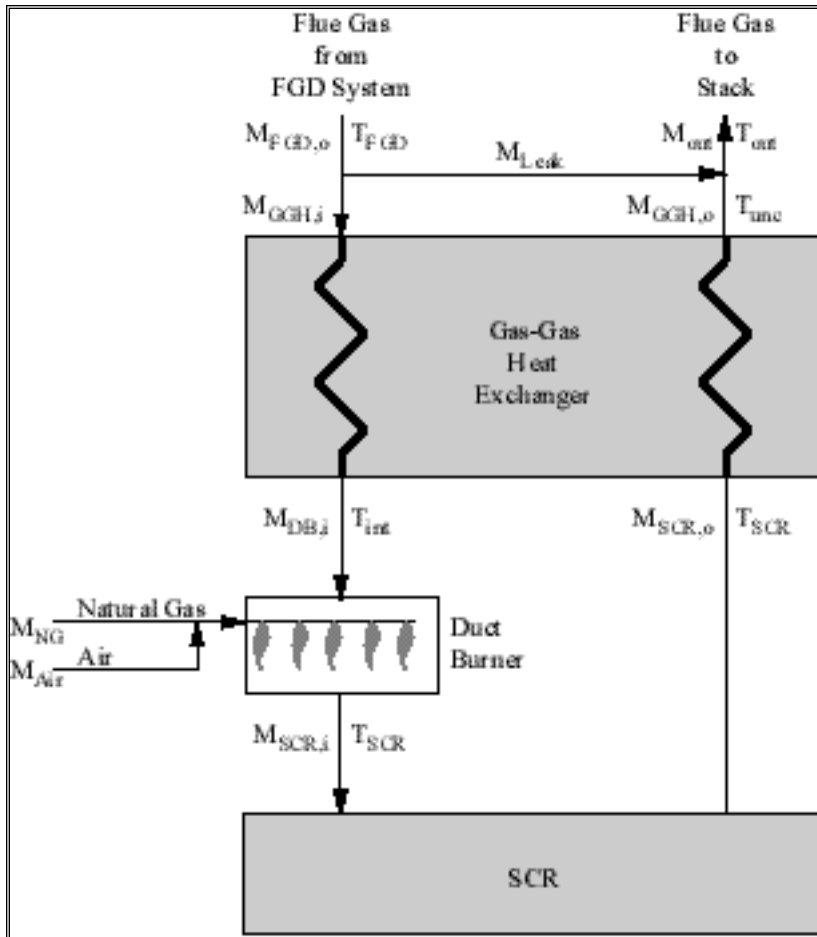 Flue Gas
from
FGD System
Flue Gas
to
Stack
M_FGD,o T_FGD
M_out T_out
M_Leak
M_GGH,i
M_GGH,o T_unc
Gas-Gas
Heat
Exchanger
M_DB,i T_int
M_SCR,o T_SCR
Natural Gas
M_NG
Air
M_Air
Duct
Burner
M_SCR,i T_SCR
SCR